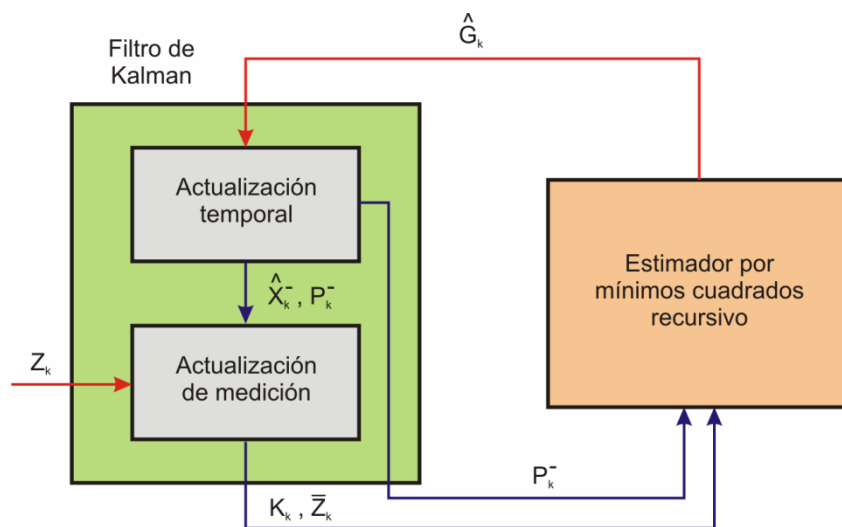 Filtro de
Kalman
Ĝₖ
Actualización
temporal
X̂ₖ⁻ , Pₖ⁻
Estimador por
mínimos cuadrados
recursivo
Zₖ
Actualización
de medición
Pₖ⁻
Kₖ , Z̅ₖ